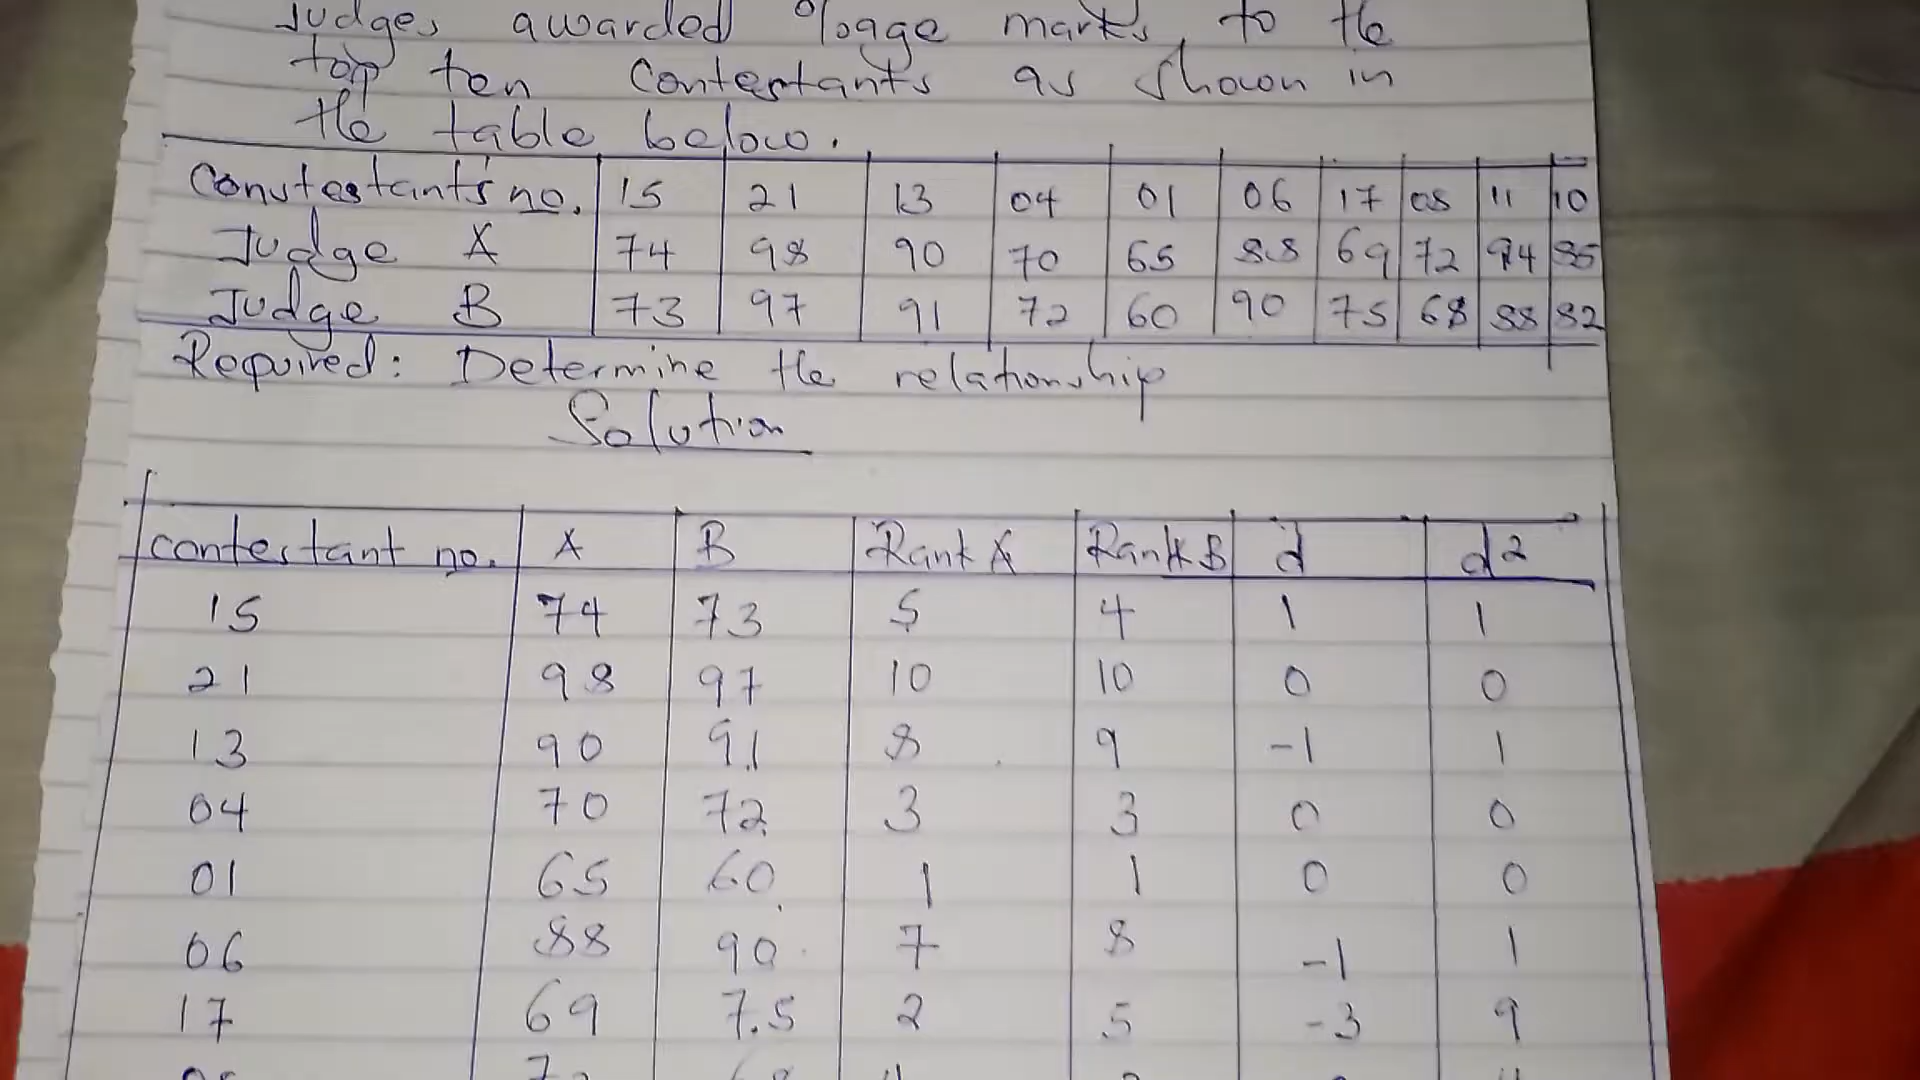 Judges awarded %age marks to the
top ten contestants as shown in
the table below.
Conutestant's no. 15 21 13 04 01 06 17 08 11 10
Judge A 74 98 90 70 65 88 69 72 94 85
Judge B 73 97 91 72 60 90 75 68 88 82
Required: Determine the relationship
Solution
contestant no. A B Rank A Rank B d d²
15 74 73 5 4 1 1
21 98 97 10 10 0 0
13 90 91 8 9 -1 1
04 70 72 3 3 0 0
01 65 60 1 1 0 0
06 88 90 7 8 -1 1
17 69 75 2 5 -3 9